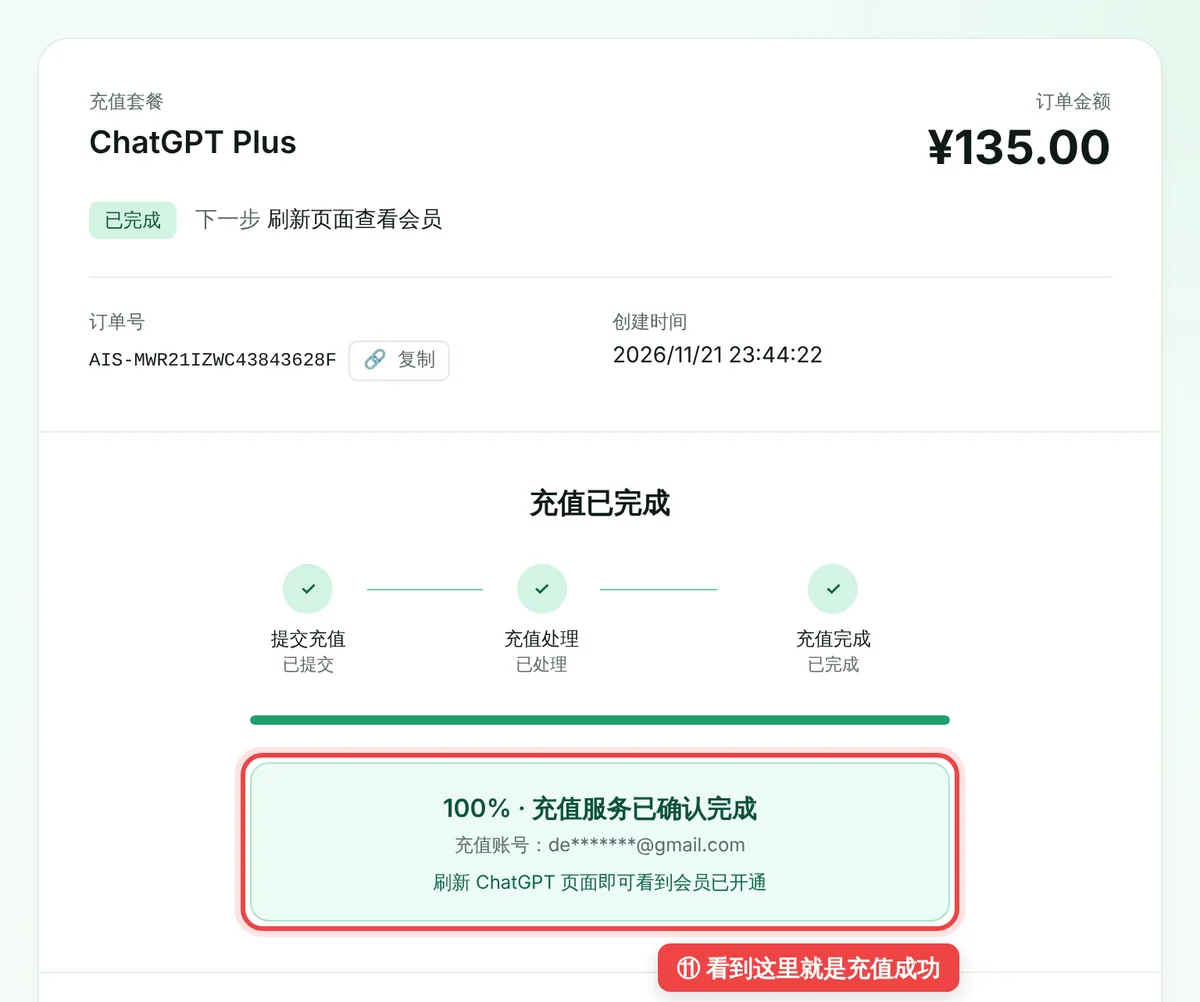 充值套餐
订单金额
ChatGPT Plus
¥135.00
已完成 下一步 刷新页面查看会员
订单号
创建时间
AIS-MWR21IZWC43843628F 复制
2026/11/21 23:44:22
充值已完成
提交充值 充值处理 充值完成
已提交 已处理 已完成
100% · 充值服务已确认完成
充值账号：de*******@gmail.com
刷新 ChatGPT 页面即可看到会员已开通
⑪ 看到这里就是充值成功